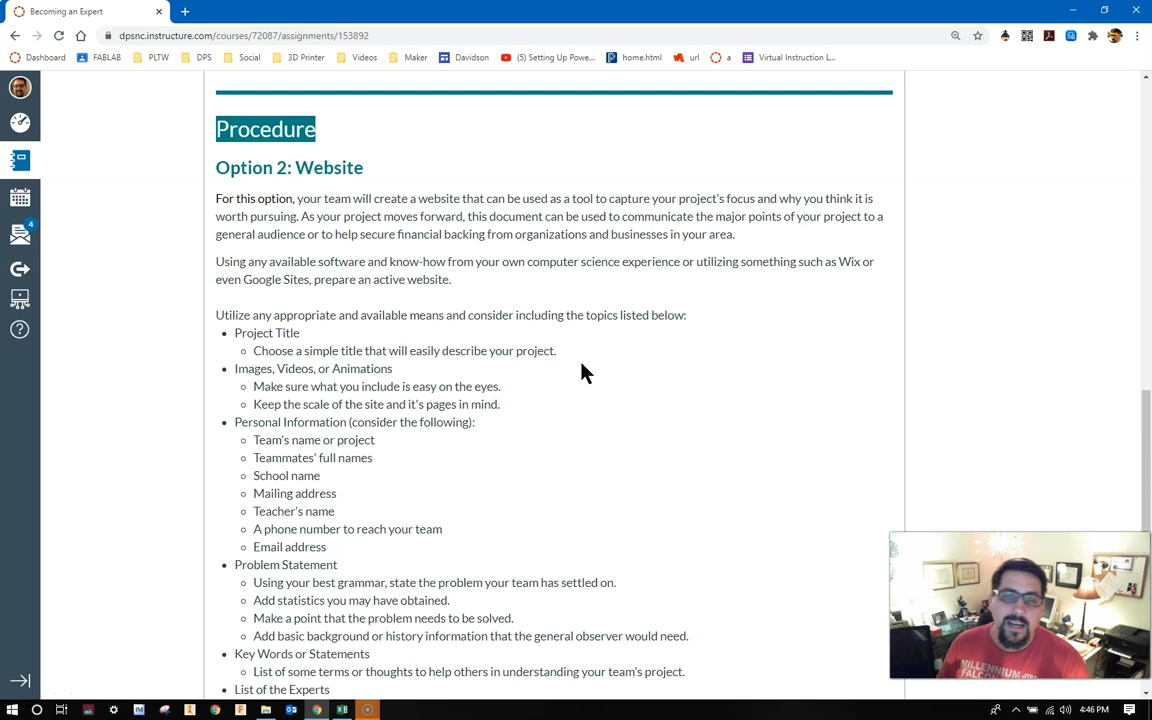 Becoming an Expert
dpsnc.instructure.com/courses/72087/assignments/153892
Dashboard FABLAB PLTW DPS Social 3D Printer Videos Maker Davidson (5) Setting Up Powe... home.html url a Virtual Instruction L...
Procedure
Option 2: Website
For this option, your team will create a website that can be used as a tool to capture your project's focus and why you think it is
worth pursuing. As your project moves forward, this document can be used to communicate the major points of your project to a
general audience or to help secure financial backing from organizations and businesses in your area.
Using any available software and know-how from your own computer science experience or utilizing something such as Wix or
even Google Sites, prepare an active website.
Utilize any appropriate and available means and consider including the topics listed below:
• Project Title
○ Choose a simple title that will easily describe your project.
• Images, Videos, or Animations
○ Make sure what you include is easy on the eyes.
○ Keep the scale of the site and it's pages in mind.
• Personal Information (consider the following):
○ Team's name or project
○ Teammates' full names
○ School name
○ Mailing address
○ Teacher's name
○ A phone number to reach your team
○ Email address
• Problem Statement
○ Using your best grammar, state the problem your team has settled on.
○ Add statistics you may have obtained.
○ Make a point that the problem needs to be solved.
○ Add basic background or history information that the general observer would need.
• Key Words or Statements
○ List of some terms or thoughts to help others in understanding your team's project.
• List of the Experts
4
MILLENNIUM
4:46 PM